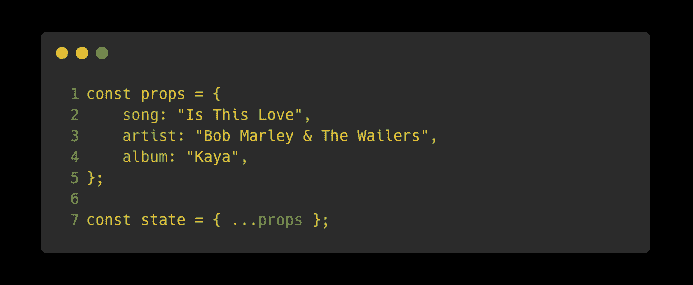 1 const props = {
2     song: "Is This Love",
3     artist: "Bob Marley & The Wailers",
4     album: "Kaya",
5 };
6
7 const state = { ...props };